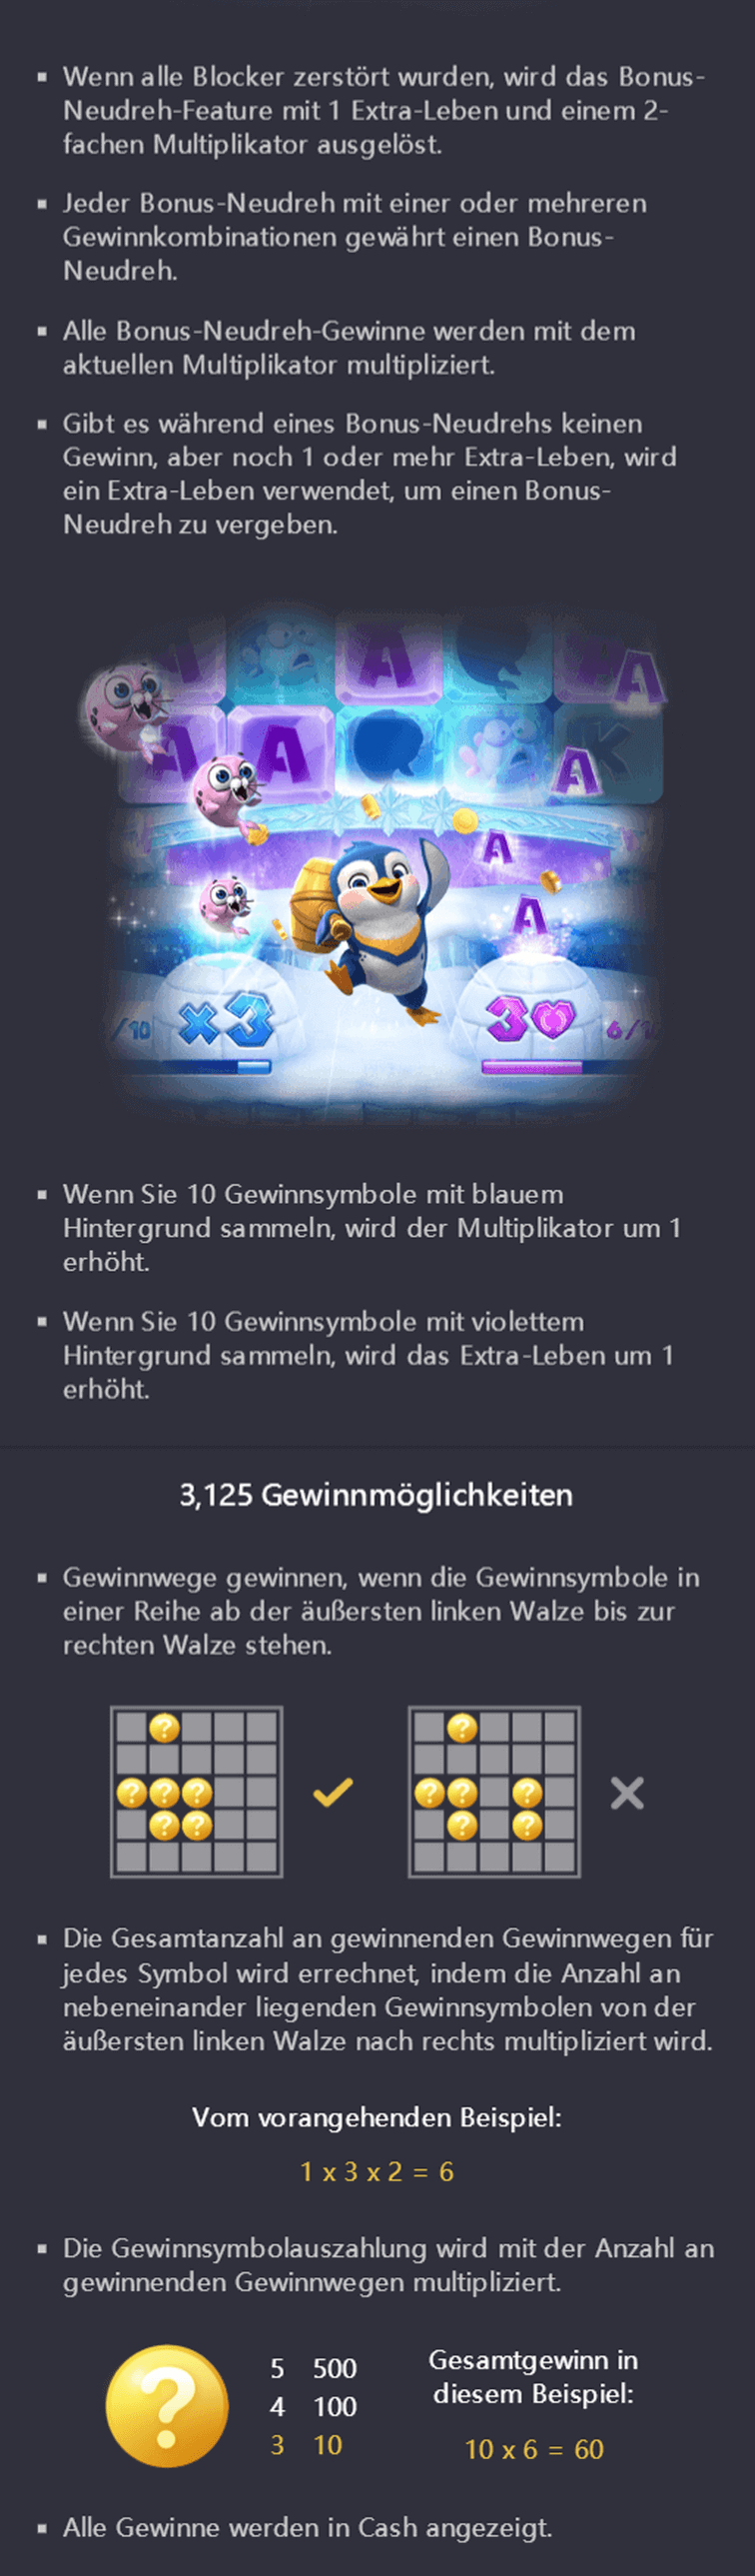 Wenn alle Blocker zerstört wurden, wird das Bonus-
Neudreh-Feature mit 1 Extra-Leben und einem 2-
fachen Multiplikator ausgelöst.
Jeder Bonus-Neudreh mit einer oder mehreren
Gewinnkombinationen gewährt einen Bonus-
Neudreh.
Alle Bonus-Neudreh-Gewinne werden mit dem
aktuellen Multiplikator multipliziert.
Gibt es während eines Bonus-Neudrehs keinen
Gewinn, aber noch 1 oder mehr Extra-Leben, wird
ein Extra-Leben verwendet, um einen Bonus-
Neudreh zu vergeben.
A A A A
A A K
A
A
A
/10 x3 3 6/10
Wenn Sie 10 Gewinnsymbole mit blauem
Hintergrund sammeln, wird der Multiplikator um 1
erhöht.
Wenn Sie 10 Gewinnsymbole mit violettem
Hintergrund sammeln, wird das Extra-Leben um 1
erhöht.
3,125 Gewinnmöglichkeiten
Gewinnwege gewinnen, wenn die Gewinnsymbole in
einer Reihe ab der äußersten linken Walze bis zur
rechten Walze stehen.
? ?
? ? ? ? ? ?
? ? ? ?
Die Gesamtanzahl an gewinnenden Gewinnwegen für
jedes Symbol wird errechnet, indem die Anzahl an
nebeneinander liegenden Gewinnsymbolen von der
äußersten linken Walze nach rechts multipliziert wird.
Vom vorangehenden Beispiel:
1 x 3 x 2 = 6
Die Gewinnsymbolauszahlung wird mit der Anzahl an
gewinnenden Gewinnwegen multipliziert.
?
5 500
4 100
3 10
Gesamtgewinn in
diesem Beispiel:
10 x 6 = 60
Alle Gewinne werden in Cash angezeigt.